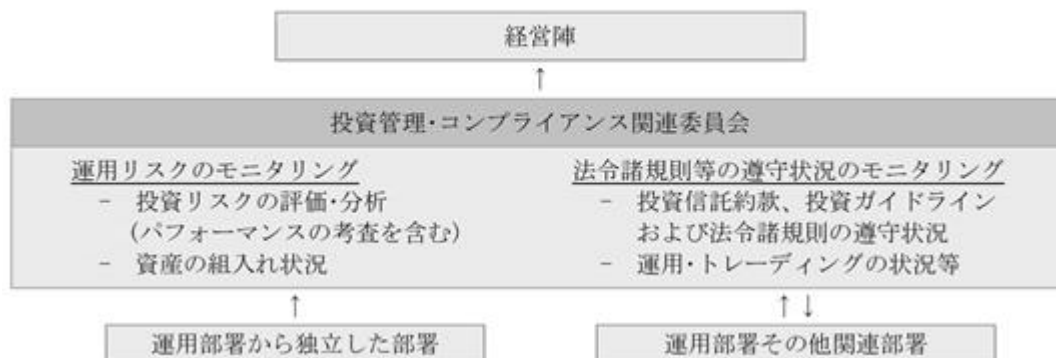 経営陣
↑
投資管理・コンプライアンス関連委員会
運用リスクのモニタリング
－ 投資リスクの評価・分析
(パフォーマンスの考査を含む)
－ 資産の組入れ状況
法令諸規則等の遵守状況のモニタリング
－ 投資信託約款、投資ガイドライン
および法令諸規則の遵守状況
－ 運用・トレーディングの状況等
↑
↑↓
運用部署から独立した部署
運用部署その他関連部署